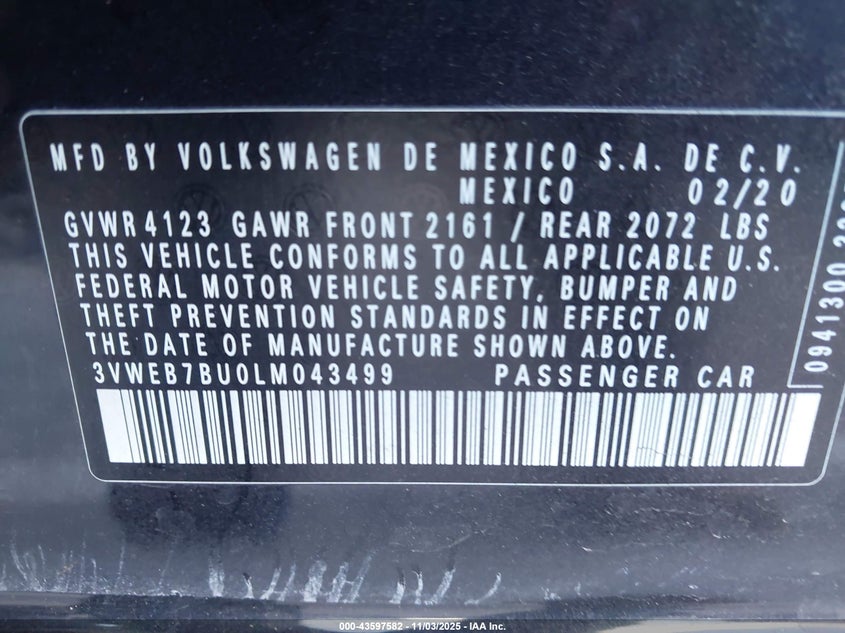 MFD BY VOLKSWAGEN DE MEXICO S.A. DE C.V.
MEXICO 02/20
GVWR 4123 GAWR FRONT 2161 / REAR 2072 LBS
THIS VEHICLE CONFORMS TO ALL APPLICABLE U.S.
FEDERAL MOTOR VEHICLE SAFETY, BUMPER AND
THEFT PREVENTION STANDARDS IN EFFECT ON
THE DATE OF MANUFACTURE SHOWN ABOVE.
3VWEB7BU0LM043499 PASSENGER CAR
0941300
000-43597582 - 11/03/2025 - IAA Inc.